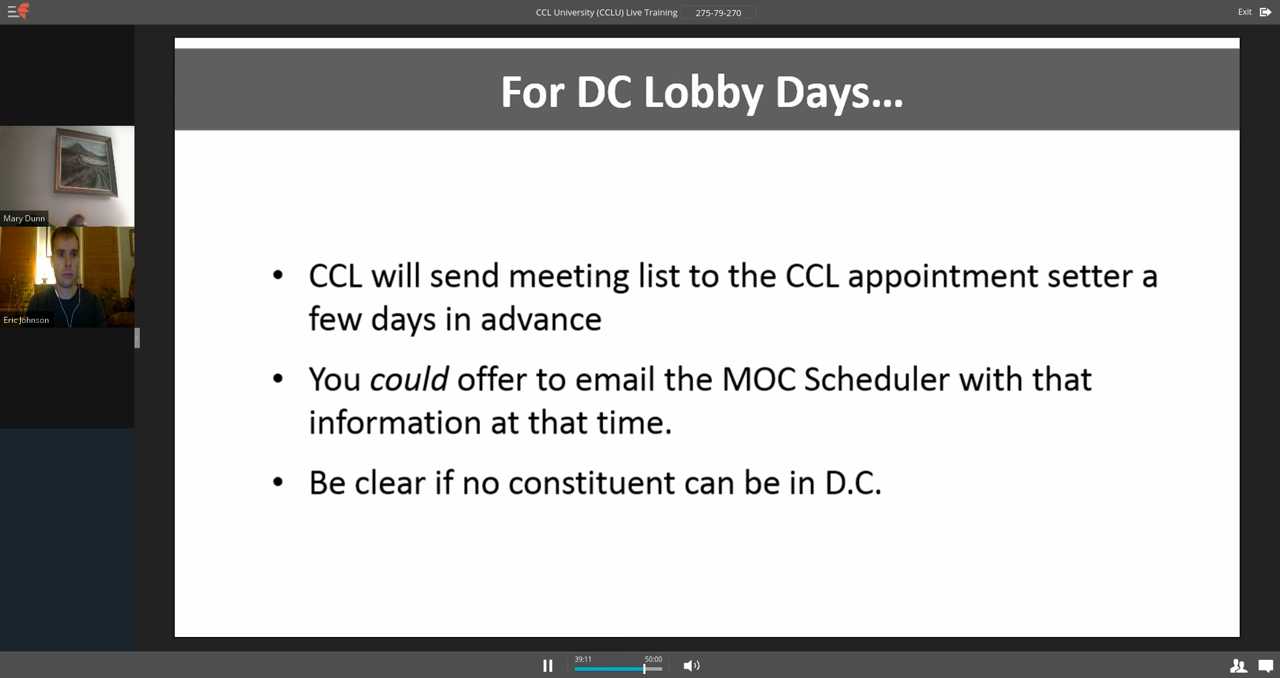 CCL University (CCLU) Live Training 275-79-270 Exit
For DC Lobby Days...
Mary Dunn
Eric Johnson
• CCL will send meeting list to the CCL appointment setter a
few days in advance
• You could offer to email the MOC Scheduler with that
information at that time.
• Be clear if no constituent can be in D.C.
39:11 50:00